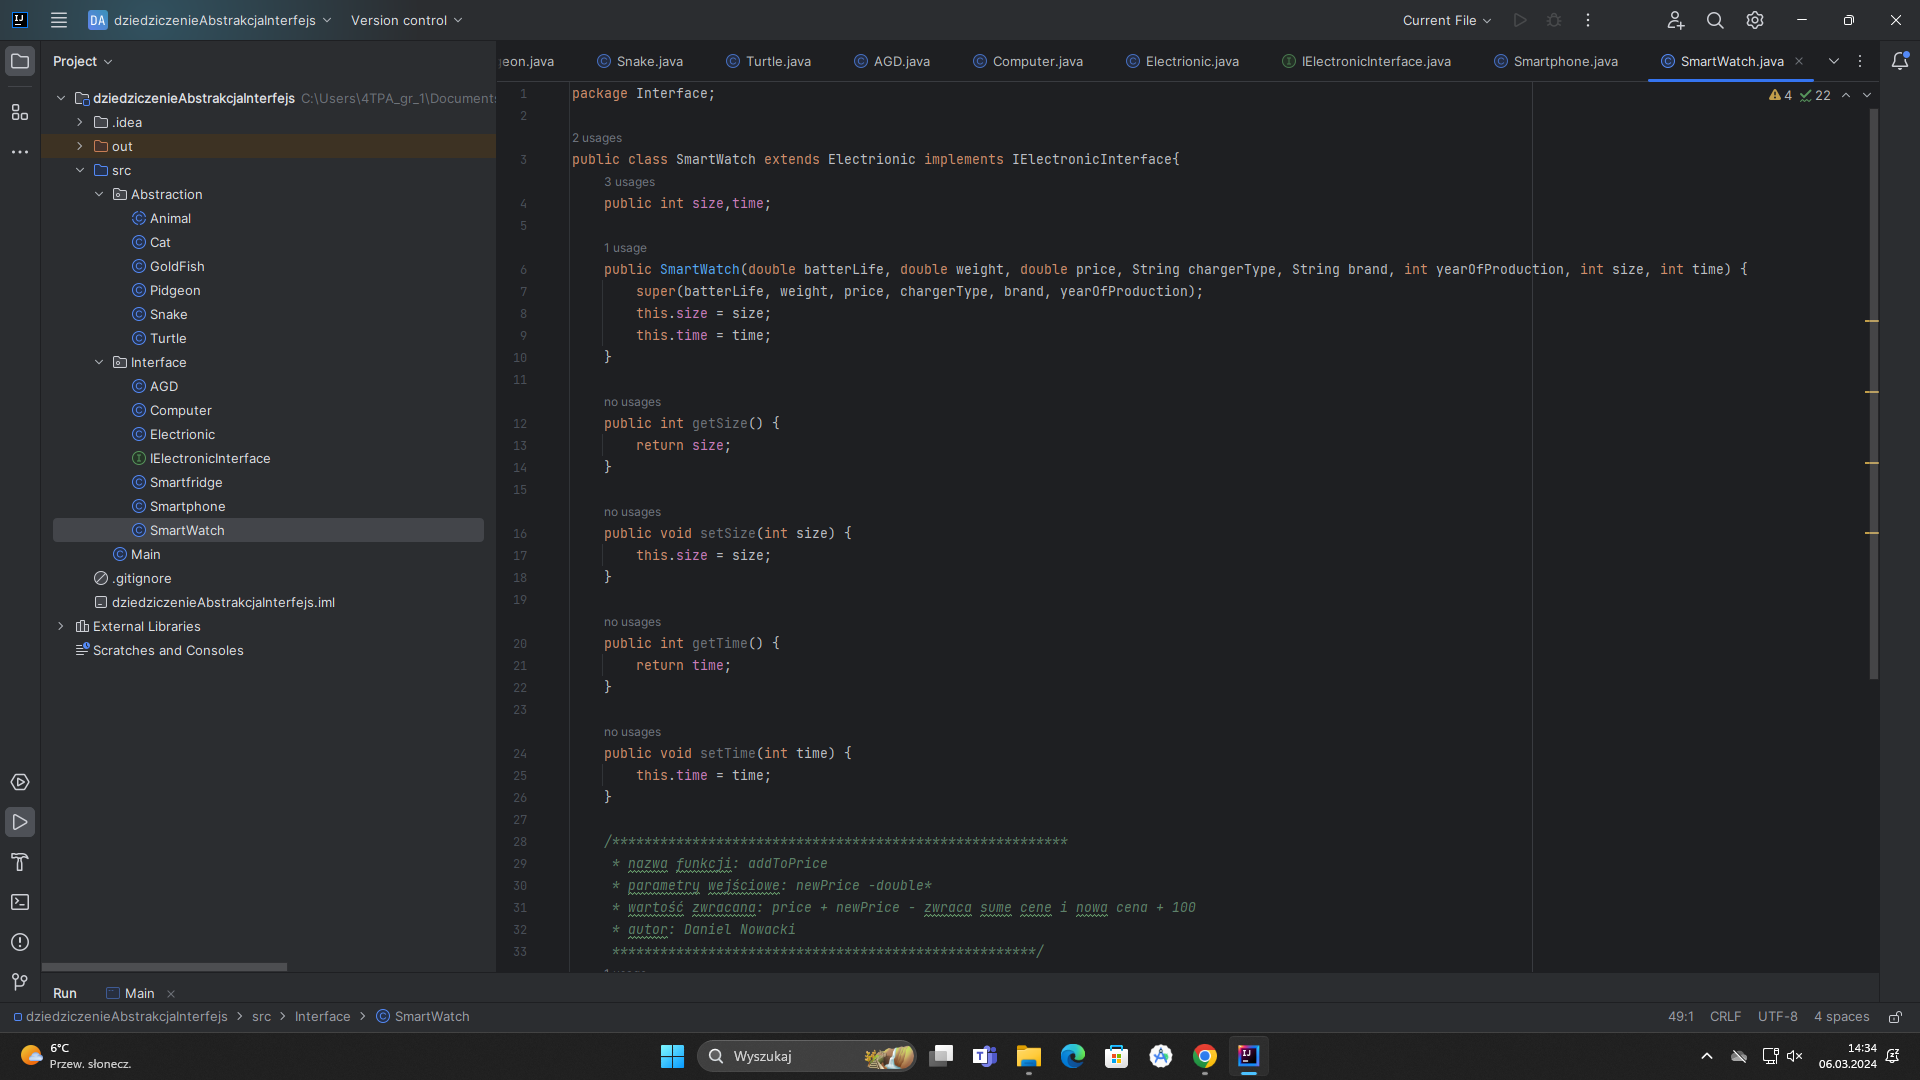 DA dziedziczenieAbstrakcjaInterfejs Version control Current File
Project
eon.java Snake.java Turtle.java AGD.java Computer.java Electrionic.java IElectronicInterface.java Smartphone.java SmartWatch.java
dziedziczenieAbstrakcjaInterfejs C:\Users\4TPA_gr_1\Document
.idea
out
src
Abstraction
Animal
Cat
GoldFish
Pidgeon
Snake
Turtle
Interface
AGD
Computer
Electrionic
IElectronicInterface
Smartfridge
Smartphone
SmartWatch
Main
.gitignore
dziedziczenieAbstrakcjaInterfejs.iml
External Libraries
Scratches and Consoles
4 22
1 package Interface;
2
2 usages
3 public class SmartWatch extends Electrionic implements IElectronicInterface{
3 usages
4 public int size,time;
5
1 usage
6 public SmartWatch(double batterLife, double weight, double price, String chargerType, String brand, int yearOfProduction, int size, int time) {
7 super(batterLife, weight, price, chargerType, brand, yearOfProduction);
8 this.size = size;
9 this.time = time;
10 }
11
no usages
12 public int getSize() {
13 return size;
14 }
15
no usages
16 public void setSize(int size) {
17 this.size = size;
18 }
19
no usages
20 public int getTime() {
21 return time;
22 }
23
no usages
24 public void setTime(int time) {
25 this.time = time;
26 }
27
28 /*********************************************************
29 * nazwa funkcji: addToPrice
30 * parametry wejściowe: newPrice -double*
31 * wartość zwracana: price + newPrice - zwraca sume cene i nowa cena + 100
32 * autor: Daniel Nowacki
33 *****************************************************/
Run Main
dziedziczenieAbstrakcjaInterfejs > src > Interface > SmartWatch 49:1 CRLF UTF-8 4 spaces
6°C
Przew. słonecz.
Wyszukaj
14:34
06.03.2024